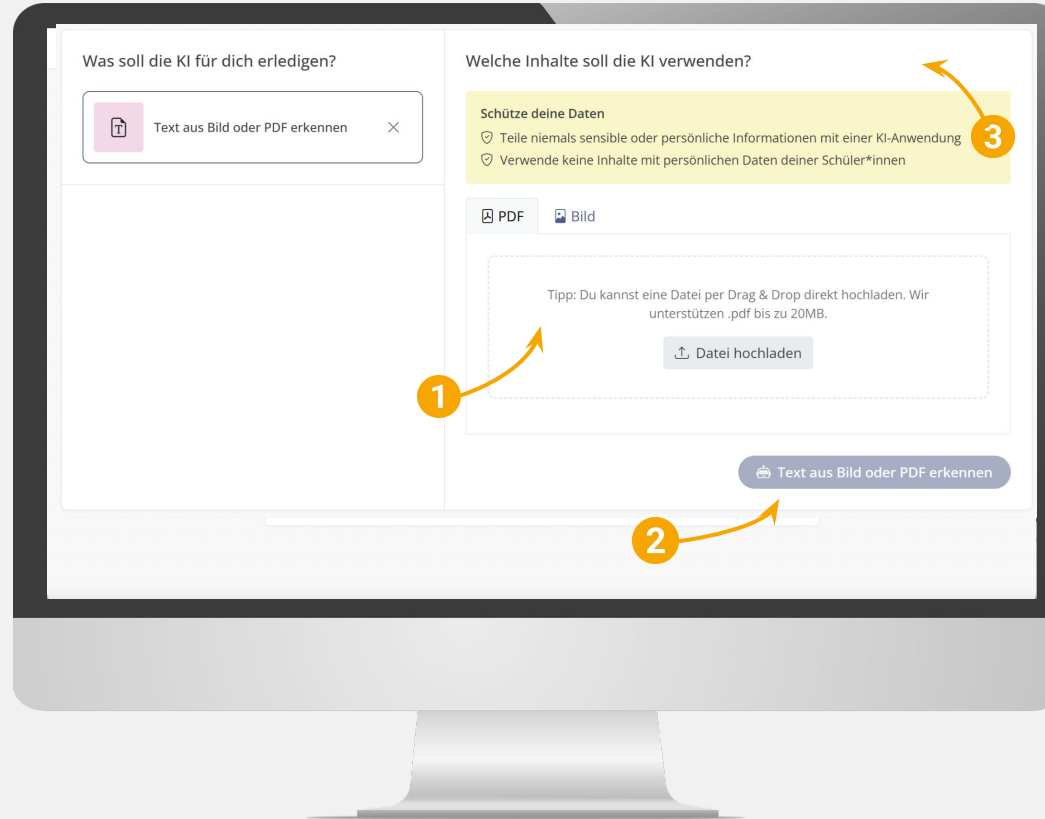 Was soll die KI für dich erledigen?
Text aus Bild oder PDF erkennen
Welche Inhalte soll die KI verwenden?
3
Schütze deine Daten
Teile niemals sensible oder persönliche Informationen mit einer KI-Anwendung
Verwende keine Inhalte mit persönlichen Daten deiner Schüler*innen
PDF
Bild
Tipp: Du kannst eine Datei per Drag & Drop direkt hochladen. Wir
unterstützen .pdf bis zu 20MB.
Datei hochladen
1
Text aus Bild oder PDF erkennen
2